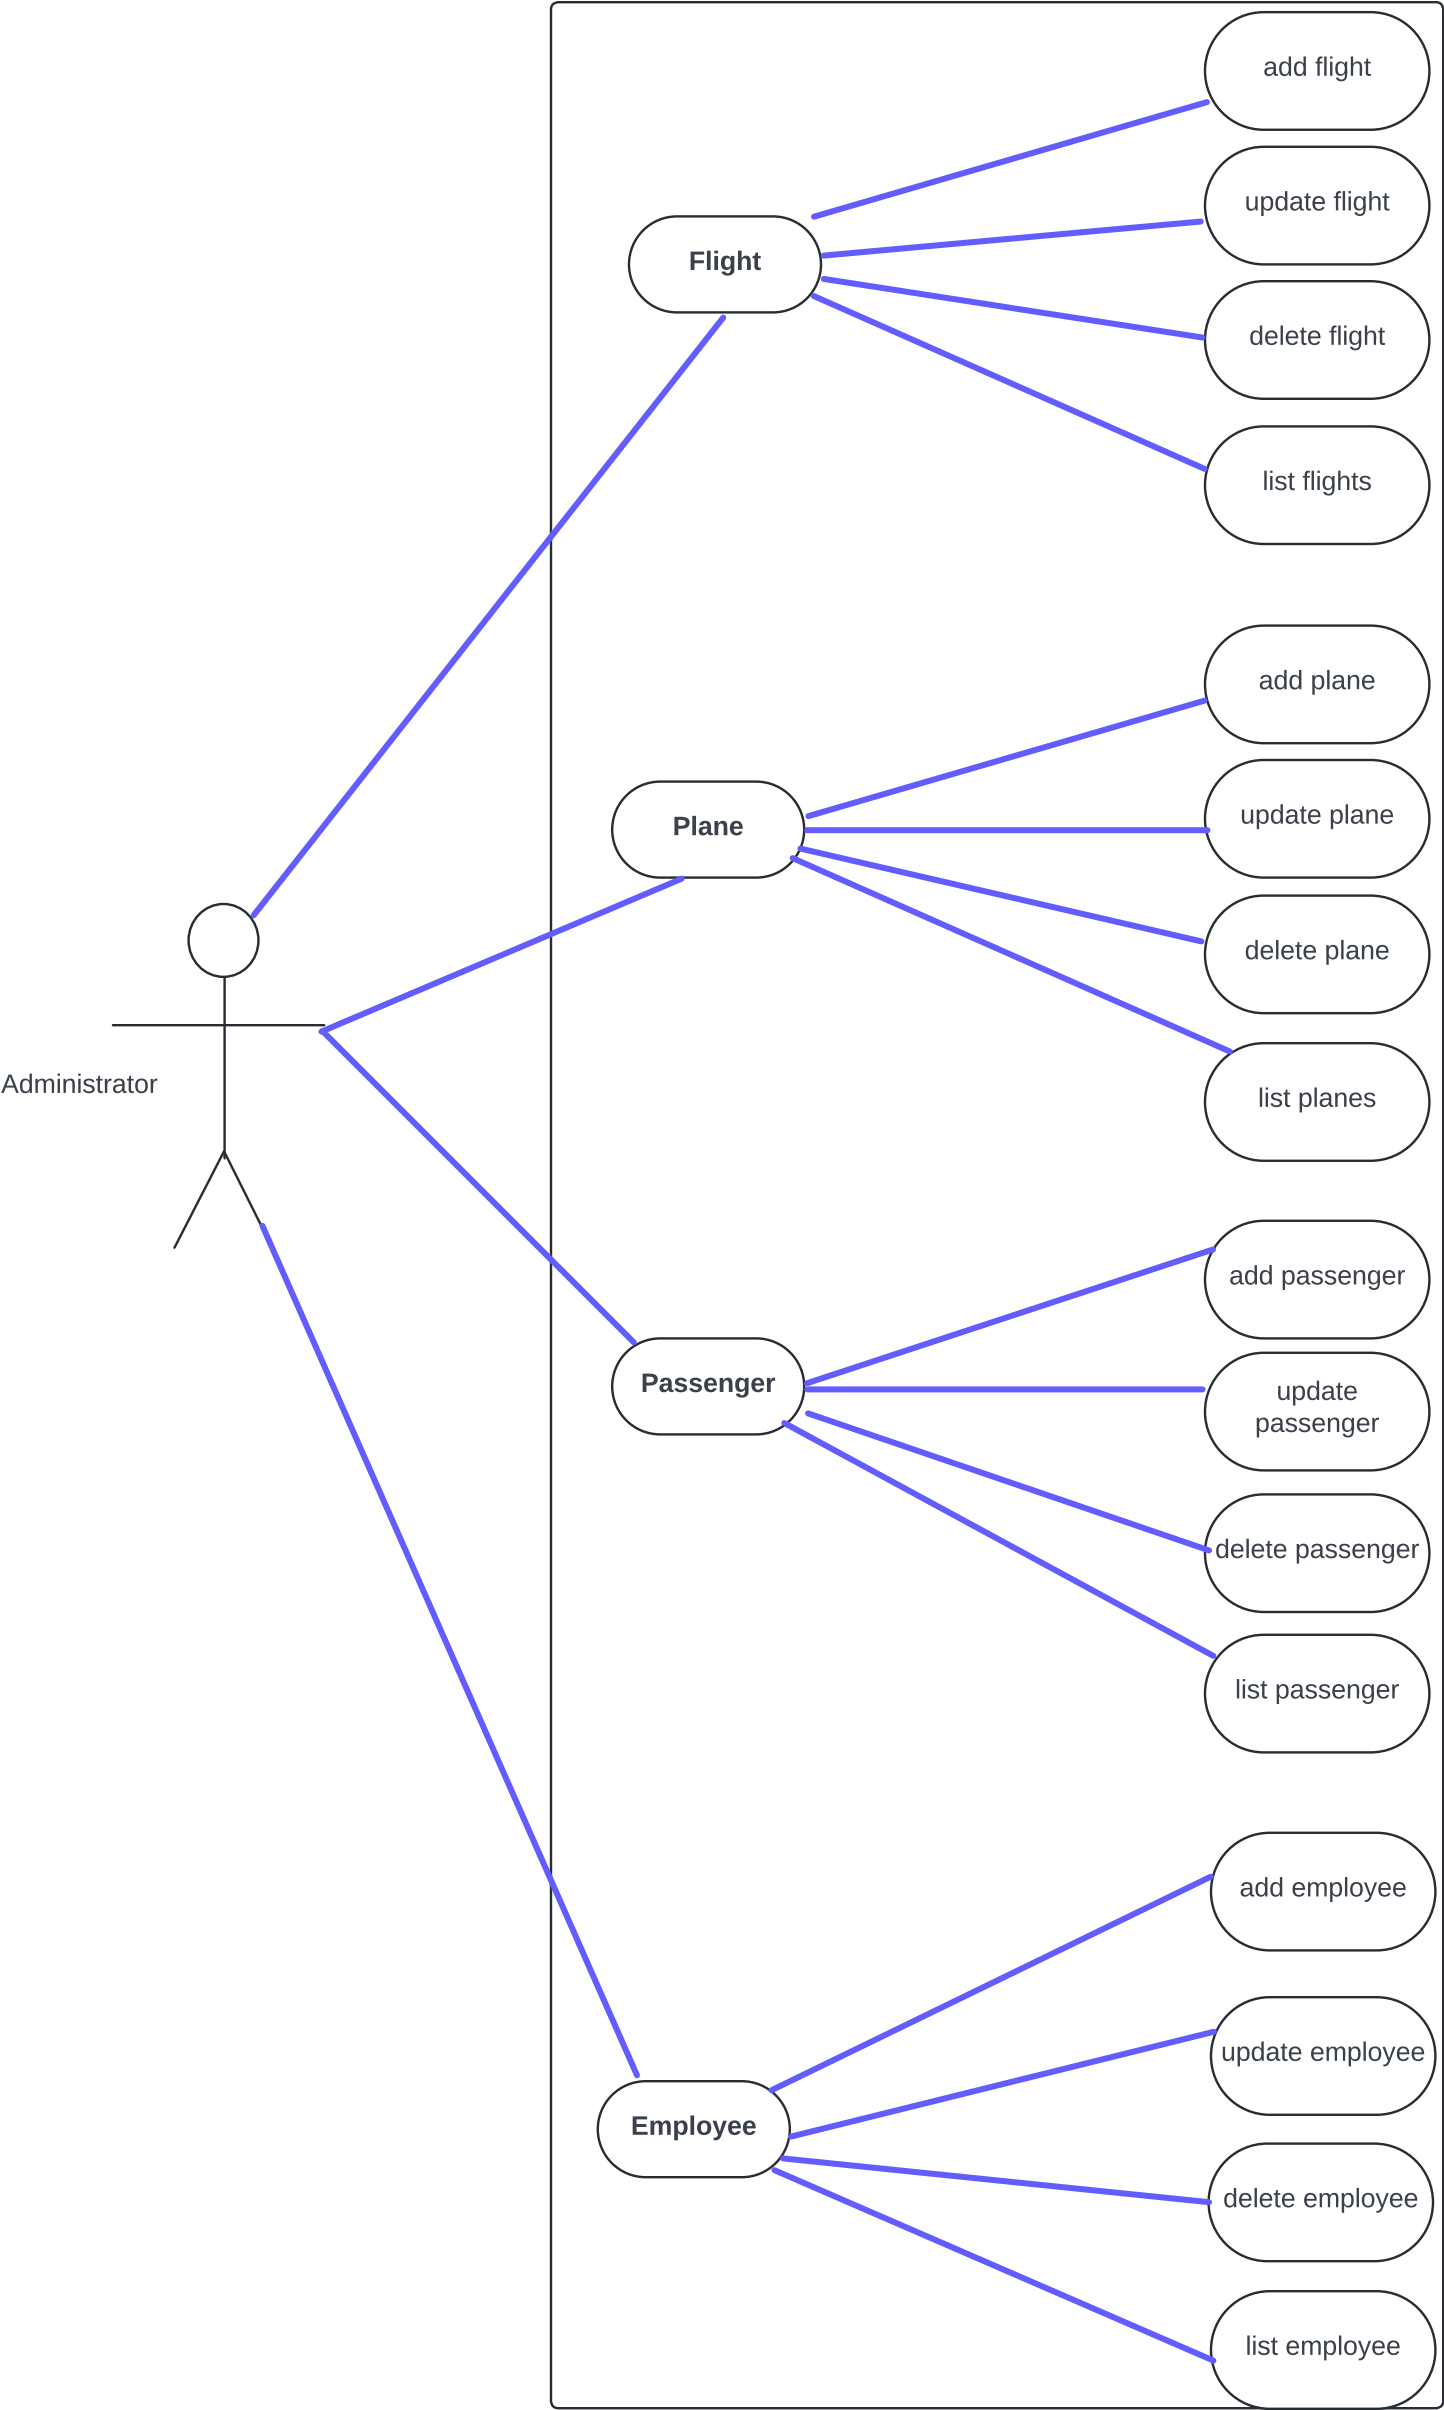 add flight
update flight
Flight
delete flight
list flights
add plane
update plane
Plane
delete plane
Administrator
list planes
add passenger
Passenger
update
passenger
delete passenger
list passenger
add employee
update employee
Employee
delete employee
list employee